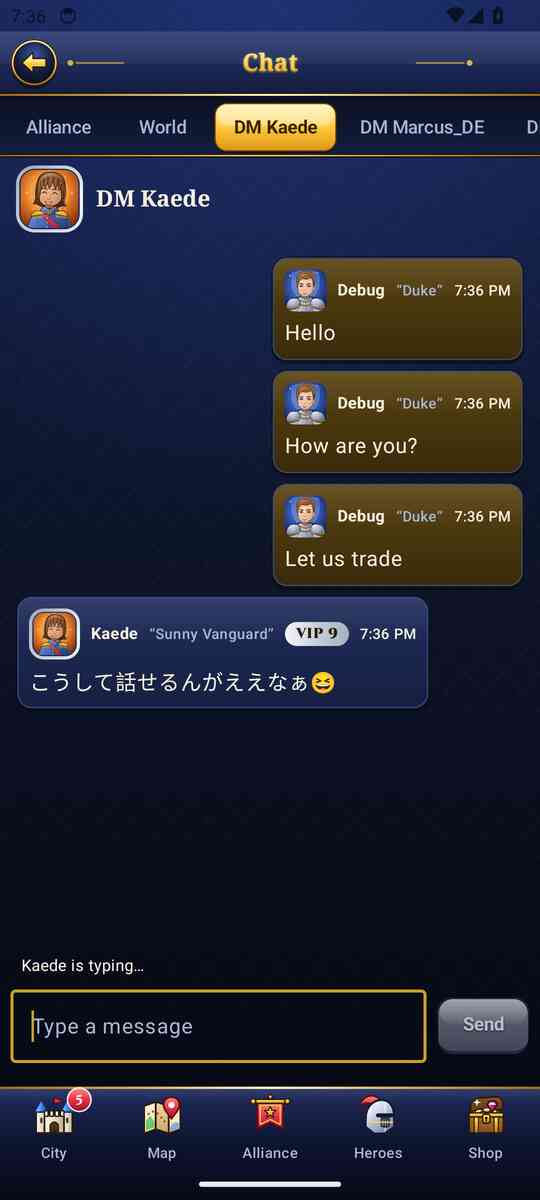 7:36
Chat
Alliance
World
DM Kaede
DM Marcus_DE
D
DM Kaede
Debug "Duke" 7:36 PM
Hello
Debug "Duke" 7:36 PM
How are you?
Debug "Duke" 7:36 PM
Let us trade
Kaede "Sunny Vanguard" VIP 9 7:36 PM
こうして話せるんがええなぁ😆
Kaede is typing…
Type a message
Send
5
City
Map
Alliance
Heroes
Shop